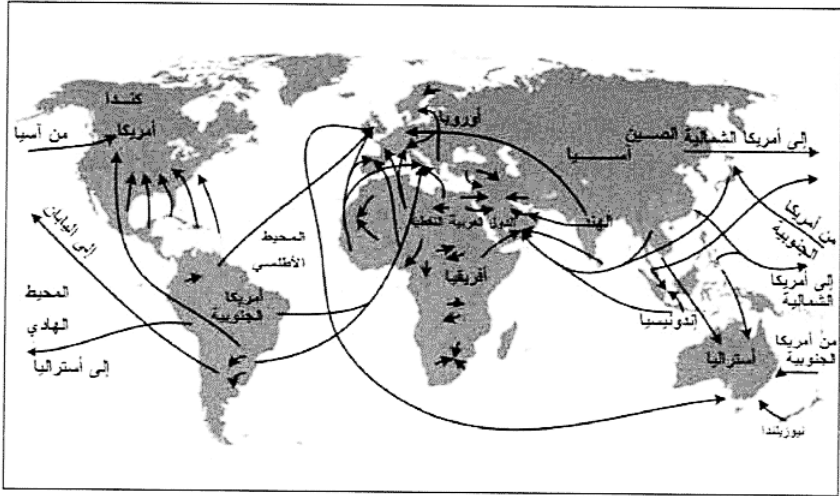 كندا
أمريكا
من آسيا
إلى اليابان
المحيط
الأطلسي
المحيط
الهادي
إلى أستراليا
أمريكا
الجنوبية
أوروبا
آسيا
الصين
إلى أمريكا الشمالية
الهند
الدول العربية النفطية
أفريقيا
من أمريكا
الجنوبية
إلى أمريكا
الشمالية
إندونيسيا
أستراليا
من أمريكا
الجنوبية
نيوزيلندا